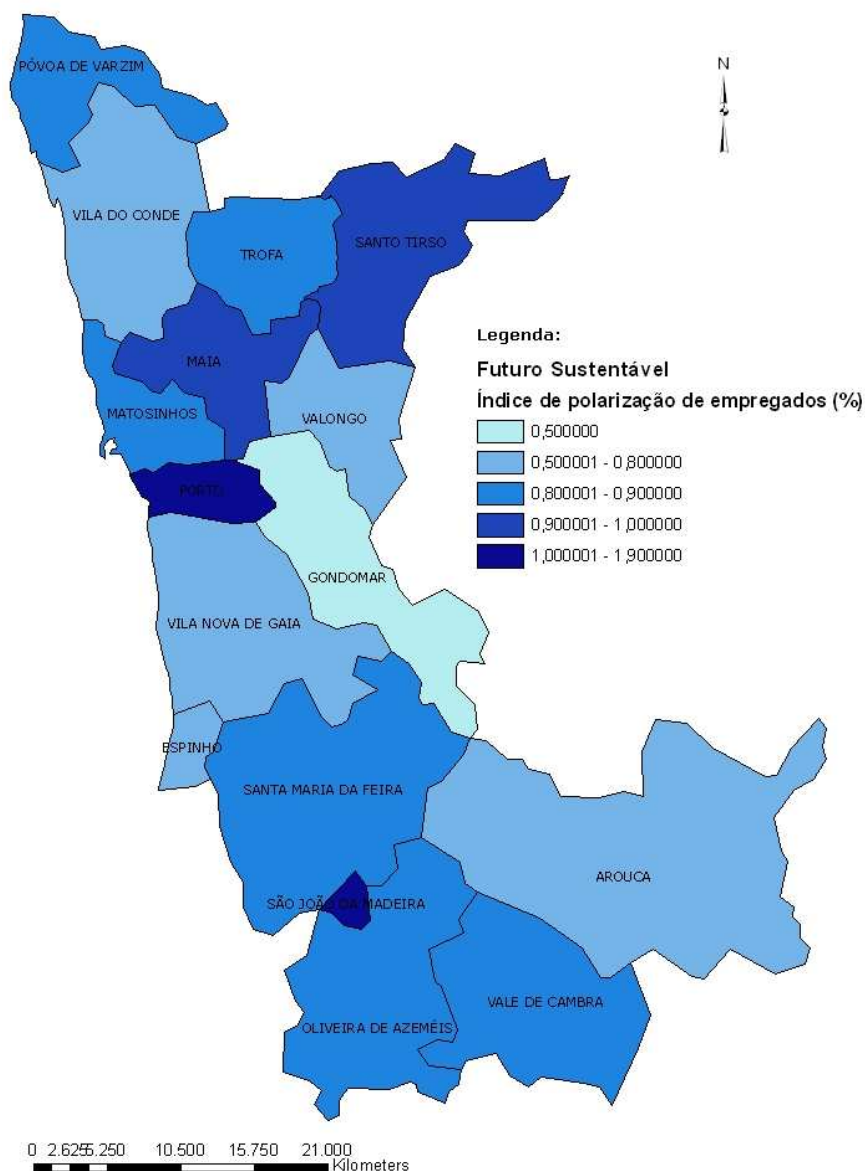 PÓVOA DE VARZIM
N
VILA DO CONDE
TROFA
SANTO TIRSO
MAIA
MATOSINHOS
VALONGO
PORTO
GONDOMAR
VILA NOVA DE GAIA
ESPINHO
SANTA MARIA DA FEIRA
AROUCA
SÃO JOÃO DA MADEIRA
VALE DE CAMBRA
OLIVEIRA DE AZEMÉIS
Legenda:
Futuro Sustentável
Índice de polarização de empregados (%)
0,500000
0,500001 - 0,800000
0,800001 - 0,900000
0,900001 - 1,000000
1,000001 - 1,900000
0 2.625 5.250 10.500 15.750 21.000
Kilometers